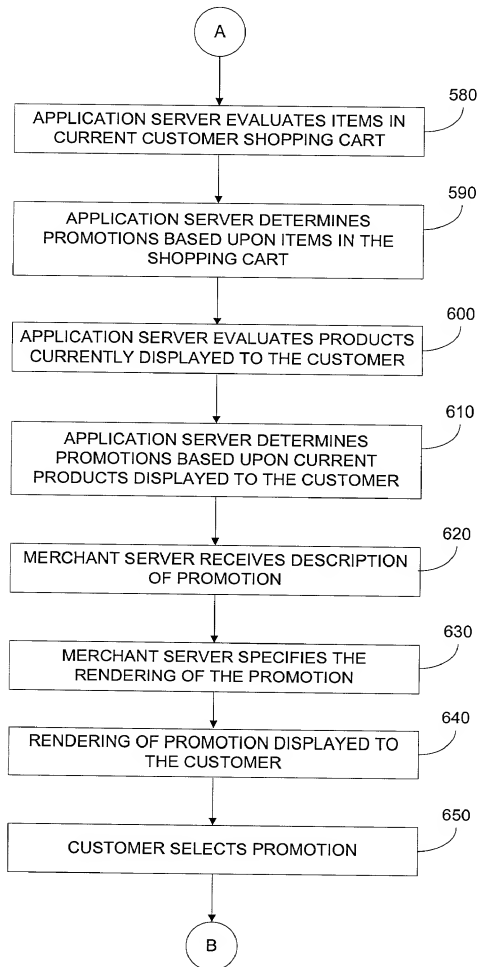 A
580
APPLICATION SERVER EVALUATES ITEMS IN
CURRENT CUSTOMER SHOPPING CART
590
APPLICATION SERVER DETERMINES
PROMOTIONS BASED UPON ITEMS IN THE
SHOPPING CART
600
APPLICATION SERVER EVALUATES PRODUCTS
CURRENTLY DISPLAYED TO THE CUSTOMER
610
APPLICATION SERVER DETERMINES
PROMOTIONS BASED UPON CURRENT
PRODUCTS DISPLAYED TO THE CUSTOMER
620
MERCHANT SERVER RECEIVES DESCRIPTION
OF PROMOTION
630
MERCHANT SERVER SPECIFIES THE
RENDERING OF THE PROMOTION
640
RENDERING OF PROMOTION DISPLAYED TO
THE CUSTOMER
650
CUSTOMER SELECTS PROMOTION
B